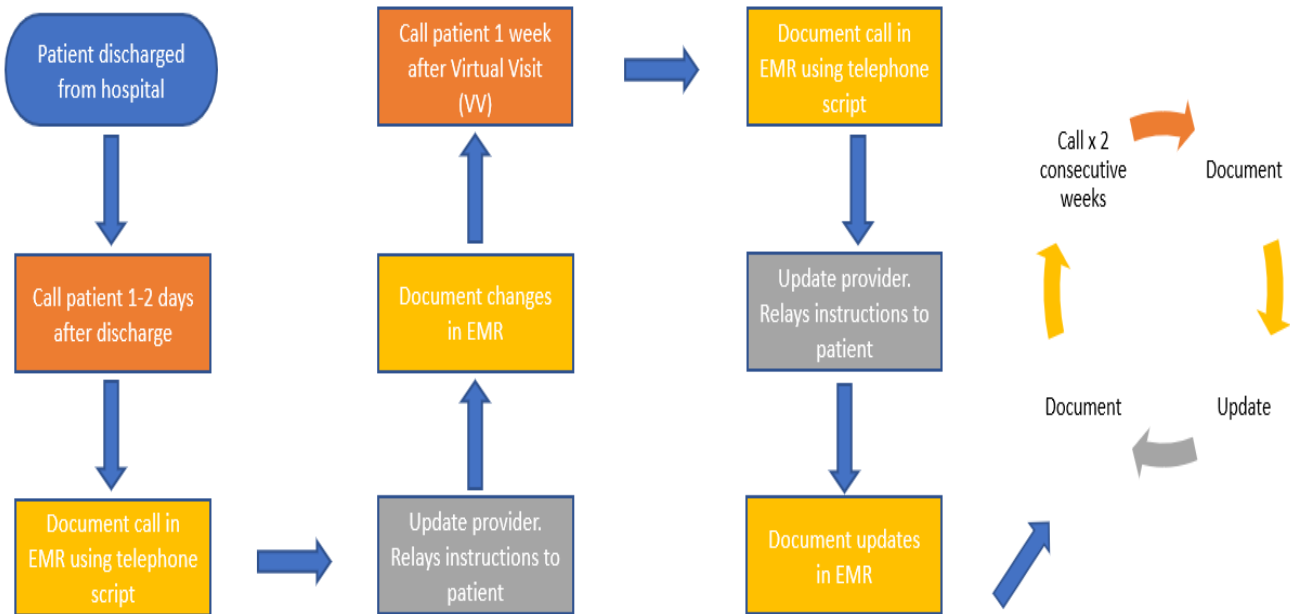 Patient discharged
from hospital
Call patient 1-2 days
after discharge
Document call in
EMR using telephone
script
Update provider.
Relays instructions to
patient
Document changes
in EMR
Call patient 1 week
after Virtual Visit
(VV)
Document call in
EMR using telephone
script
Update provider.
Relays instructions to
patient
Document updates
in EMR
Call x 2
consecutive
weeks
Document
Update
Document